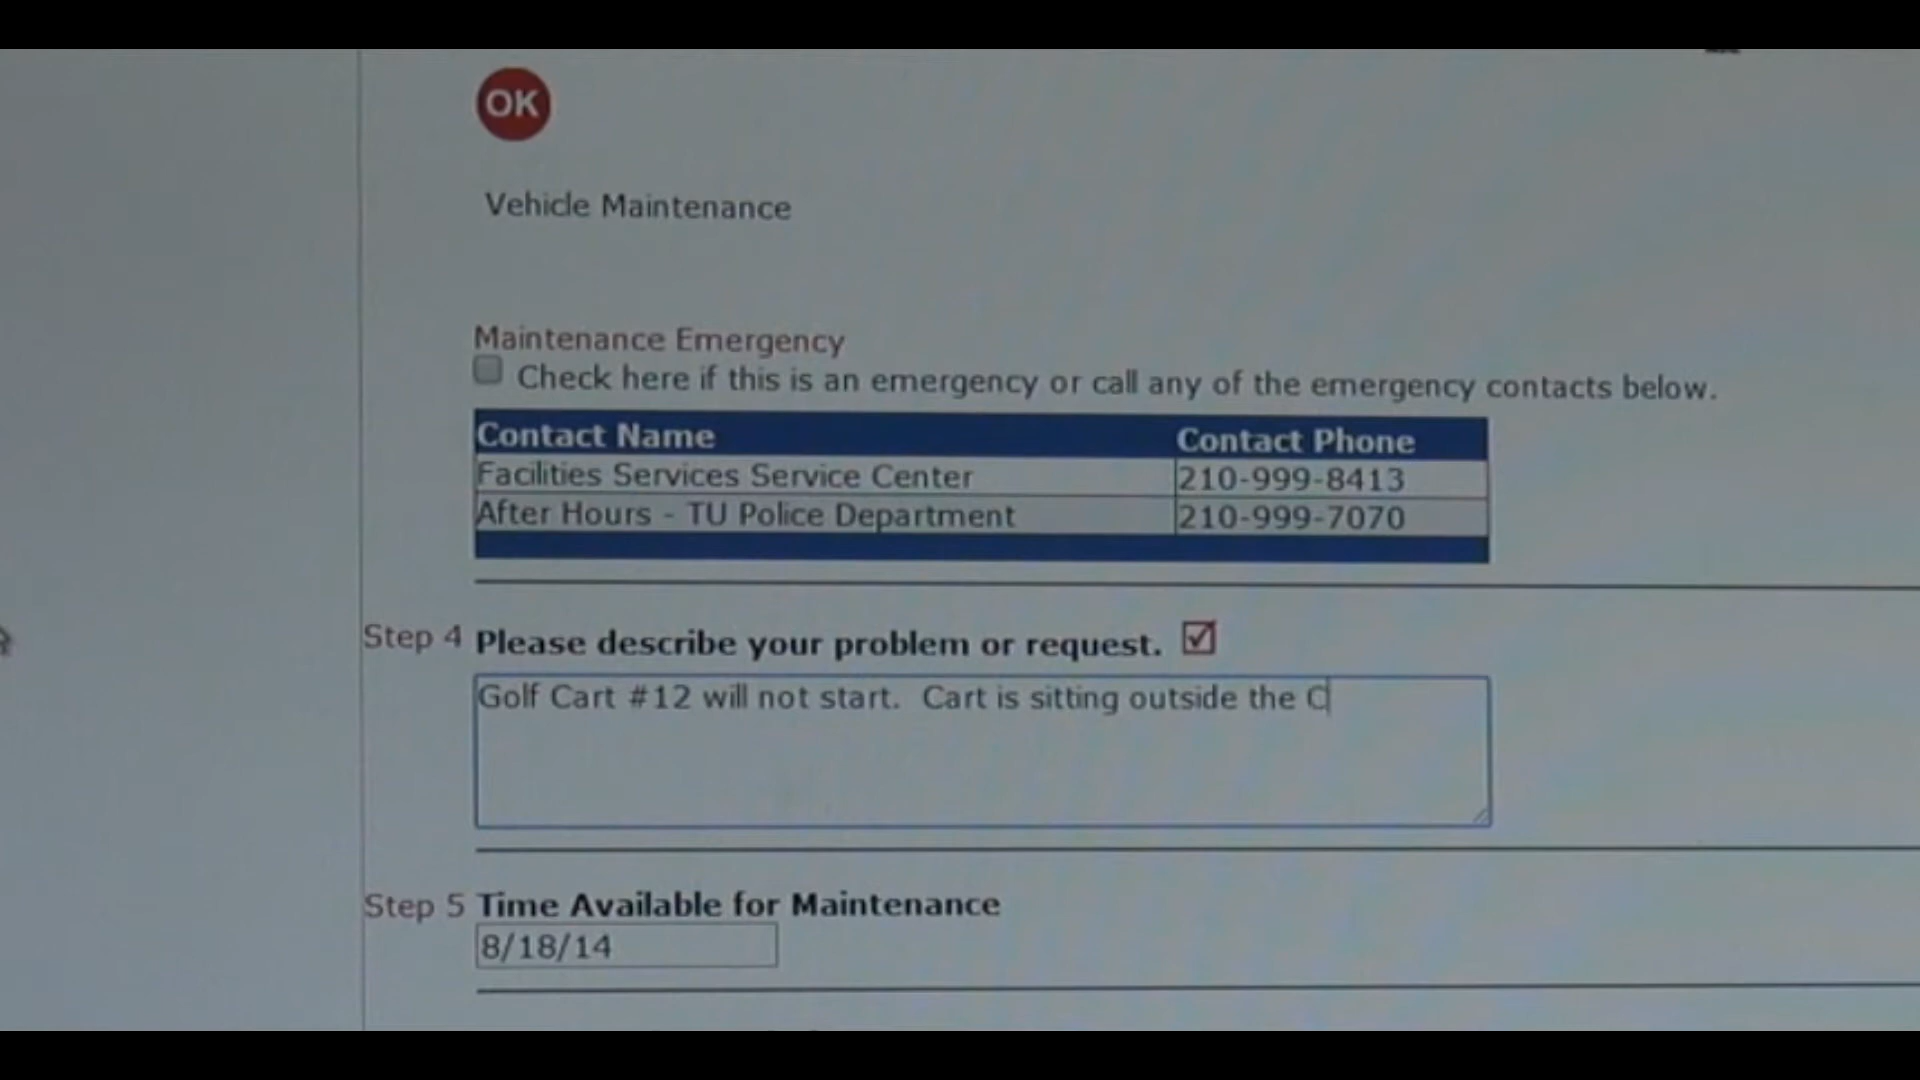 OK
Vehicle Maintenance
Maintenance Emergency
Check here if this is an emergency or call any of the emergency contacts below.
Contact Name Contact Phone
Facilities Services Service Center 210-999-8413
After Hours - TU Police Department 210-999-7070
Step 4 Please describe your problem or request.
Golf Cart #12 will not start.  Cart is sitting outside the C
Step 5 Time Available for Maintenance
8/18/14